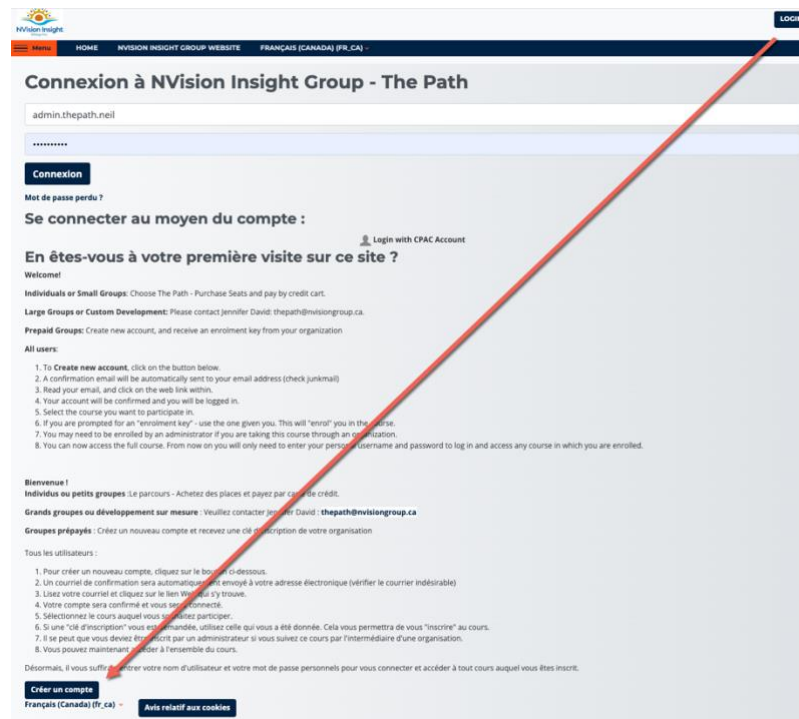 NVision Insight
LOGIN
Menu HOME NVISION INSIGHT GROUP WEBSITE FRANÇAIS (CANADA) (FR_CA)
Connexion à NVision Insight Group - The Path
admin.thepath.neil
Connexion
Mot de passe perdu ?
Se connecter au moyen du compte :
Login with CPAC Account
En êtes-vous à votre première visite sur ce site ?
Welcome!
Individuals or Small Groups: Choose The Path - Purchase Seats and pay by credit cart.
Large Groups or Custom Development: Please contact Jennifer David: thepath@nvisiongroup.ca.
Prepaid Groups: Create new account, and receive an enrolment key from your organization
All users:
1. To Create new account, click on the button below.
2. A confirmation email will be automatically sent to your email address (check junkmail)
3. Read your email, and click on the web link within.
4. Your account will be confirmed and you will be logged in.
5. Select the course you want to participate in.
6. If you are prompted for an "enrolment key" - use the one given you. This will "enrol" you in the course.
7. You may need to be enrolled by an administrator if you are taking this course through an organization.
8. You can now access the full course. From now on you will only need to enter your personal username and password to log in and access any course in which you are enrolled.
Bienvenue !
Individus ou petits groupes :Le parcours - Achetez des places et payez par carte de crédit.
Grands groupes ou développement sur mesure : Veuillez contacter Jennifer David : thepath@nvisiongroup.ca
Groupes prépayés : Créez un nouveau compte et recevez une clé d'inscription de votre organisation
Tous les utilisateurs :
1. Pour créer un nouveau compte, cliquez sur le bouton ci-dessous.
2. Un courriel de confirmation sera automatiquement envoyé à votre adresse électronique (vérifier le courrier indésirable)
3. Lisez votre courriel et cliquez sur le lien Web qui s'y trouve.
4. Votre compte sera confirmé et vous serez connecté.
5. Sélectionnez le cours auquel vous souhaitez participer.
6. Si une "clé d'inscription" vous est demandée, utilisez celle qui vous a été donnée. Cela vous permettra de vous "inscrire" au cours.
7. Il se peut que vous deviez être inscrit par un administrateur si vous suivez ce cours par l'intermédiaire d'une organisation.
8. Vous pouvez maintenant accéder à l'ensemble du cours.
Désormais, il vous suffira d'entrer votre nom d'utilisateur et votre mot de passe personnels pour vous connecter et accéder à tout cours auquel vous êtes inscrit.
Créer un compte
Français (Canada) (fr_ca) Avis relatif aux cookies